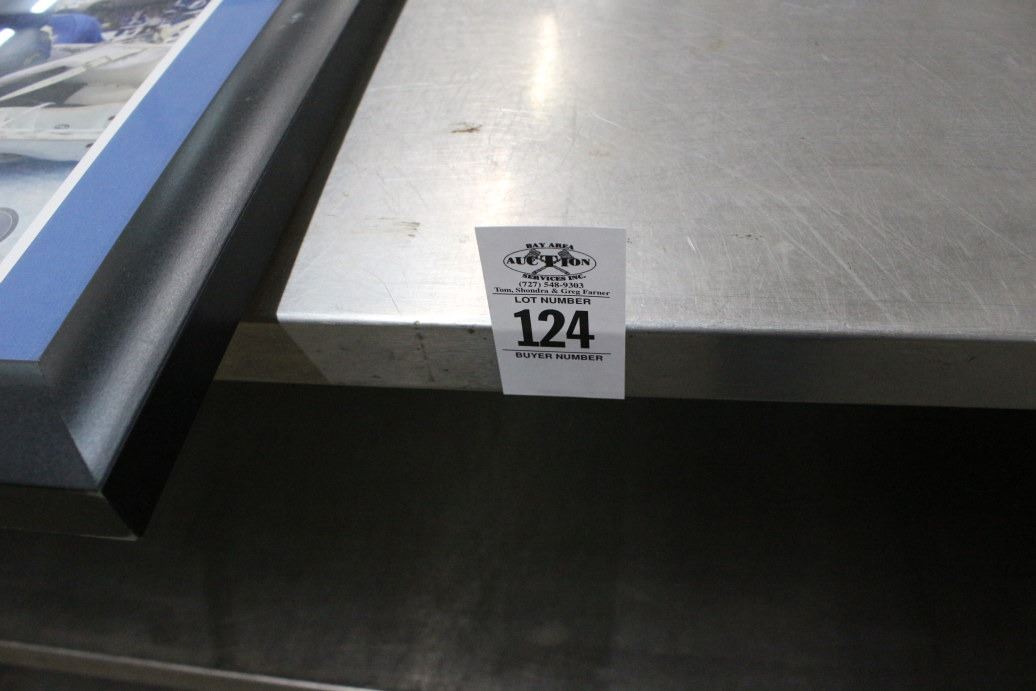 BAY AREA
AUCTION
SERVICES INC.
(727) 548-9303
Tom, Shondra & Greg Farner
LOT NUMBER
124
BUYER NUMBER